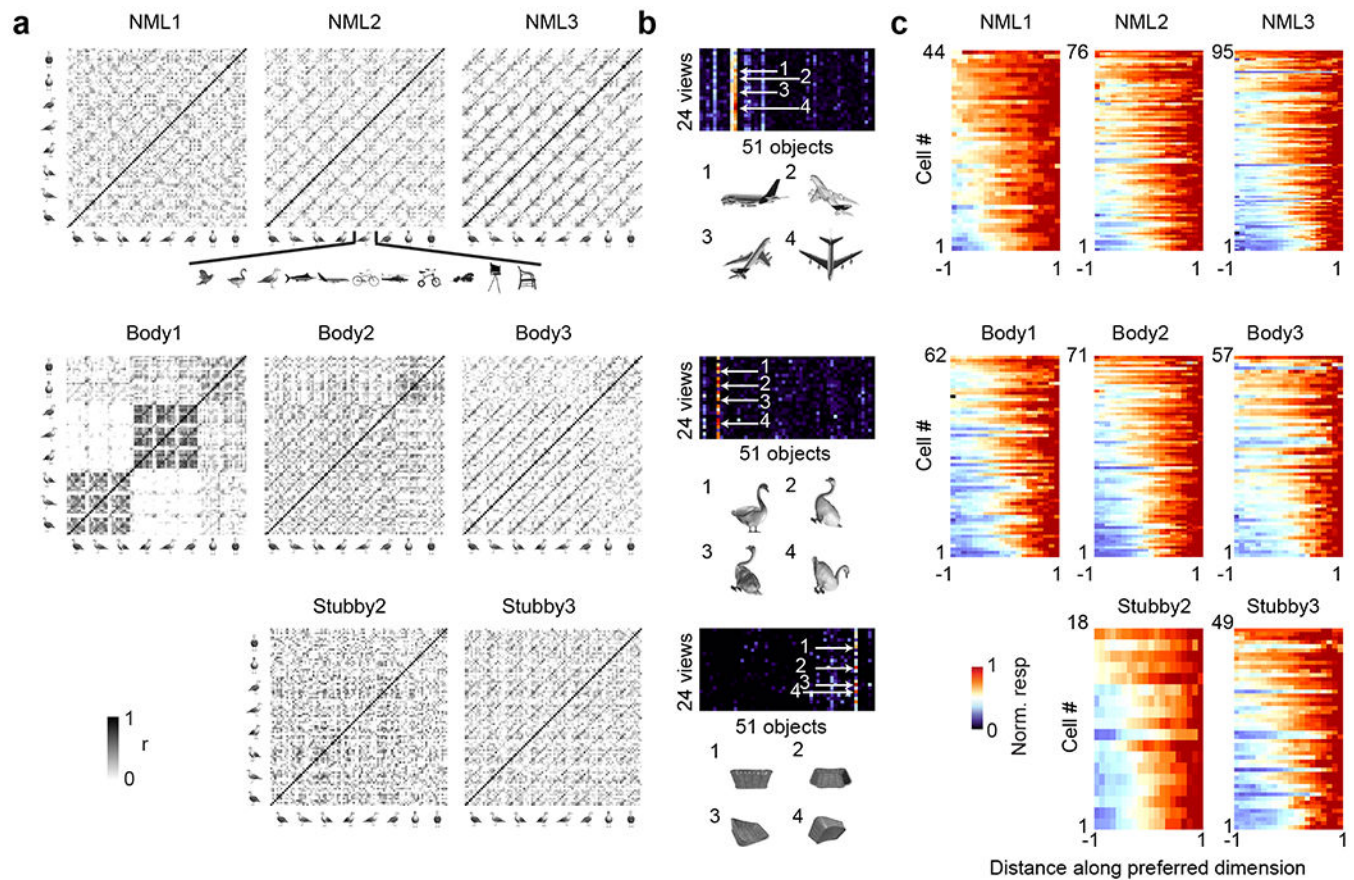 a
NML1
NML2
NML3
b
24 views
1
2
3
4
51 objects
1
2
3
4
c
NML1
NML2
NML3
44
76
95
Cell #
1
1
1
-1
1
-1
1
-1
1
Body1
Body2
Body3
24 views
1
2
3
4
51 objects
1
2
3
4
Body1
Body2
Body3
62
71
57
Cell #
1
1
1
-1
1
-1
1
-1
1
Stubby2
Stubby3
1
r
0
24 views
1
2
3
4
51 objects
1
2
3
4
Stubby2
Stubby3
18
49
1
0
Norm. resp
Cell #
1
1
-1
1
-1
1
Distance along preferred dimension